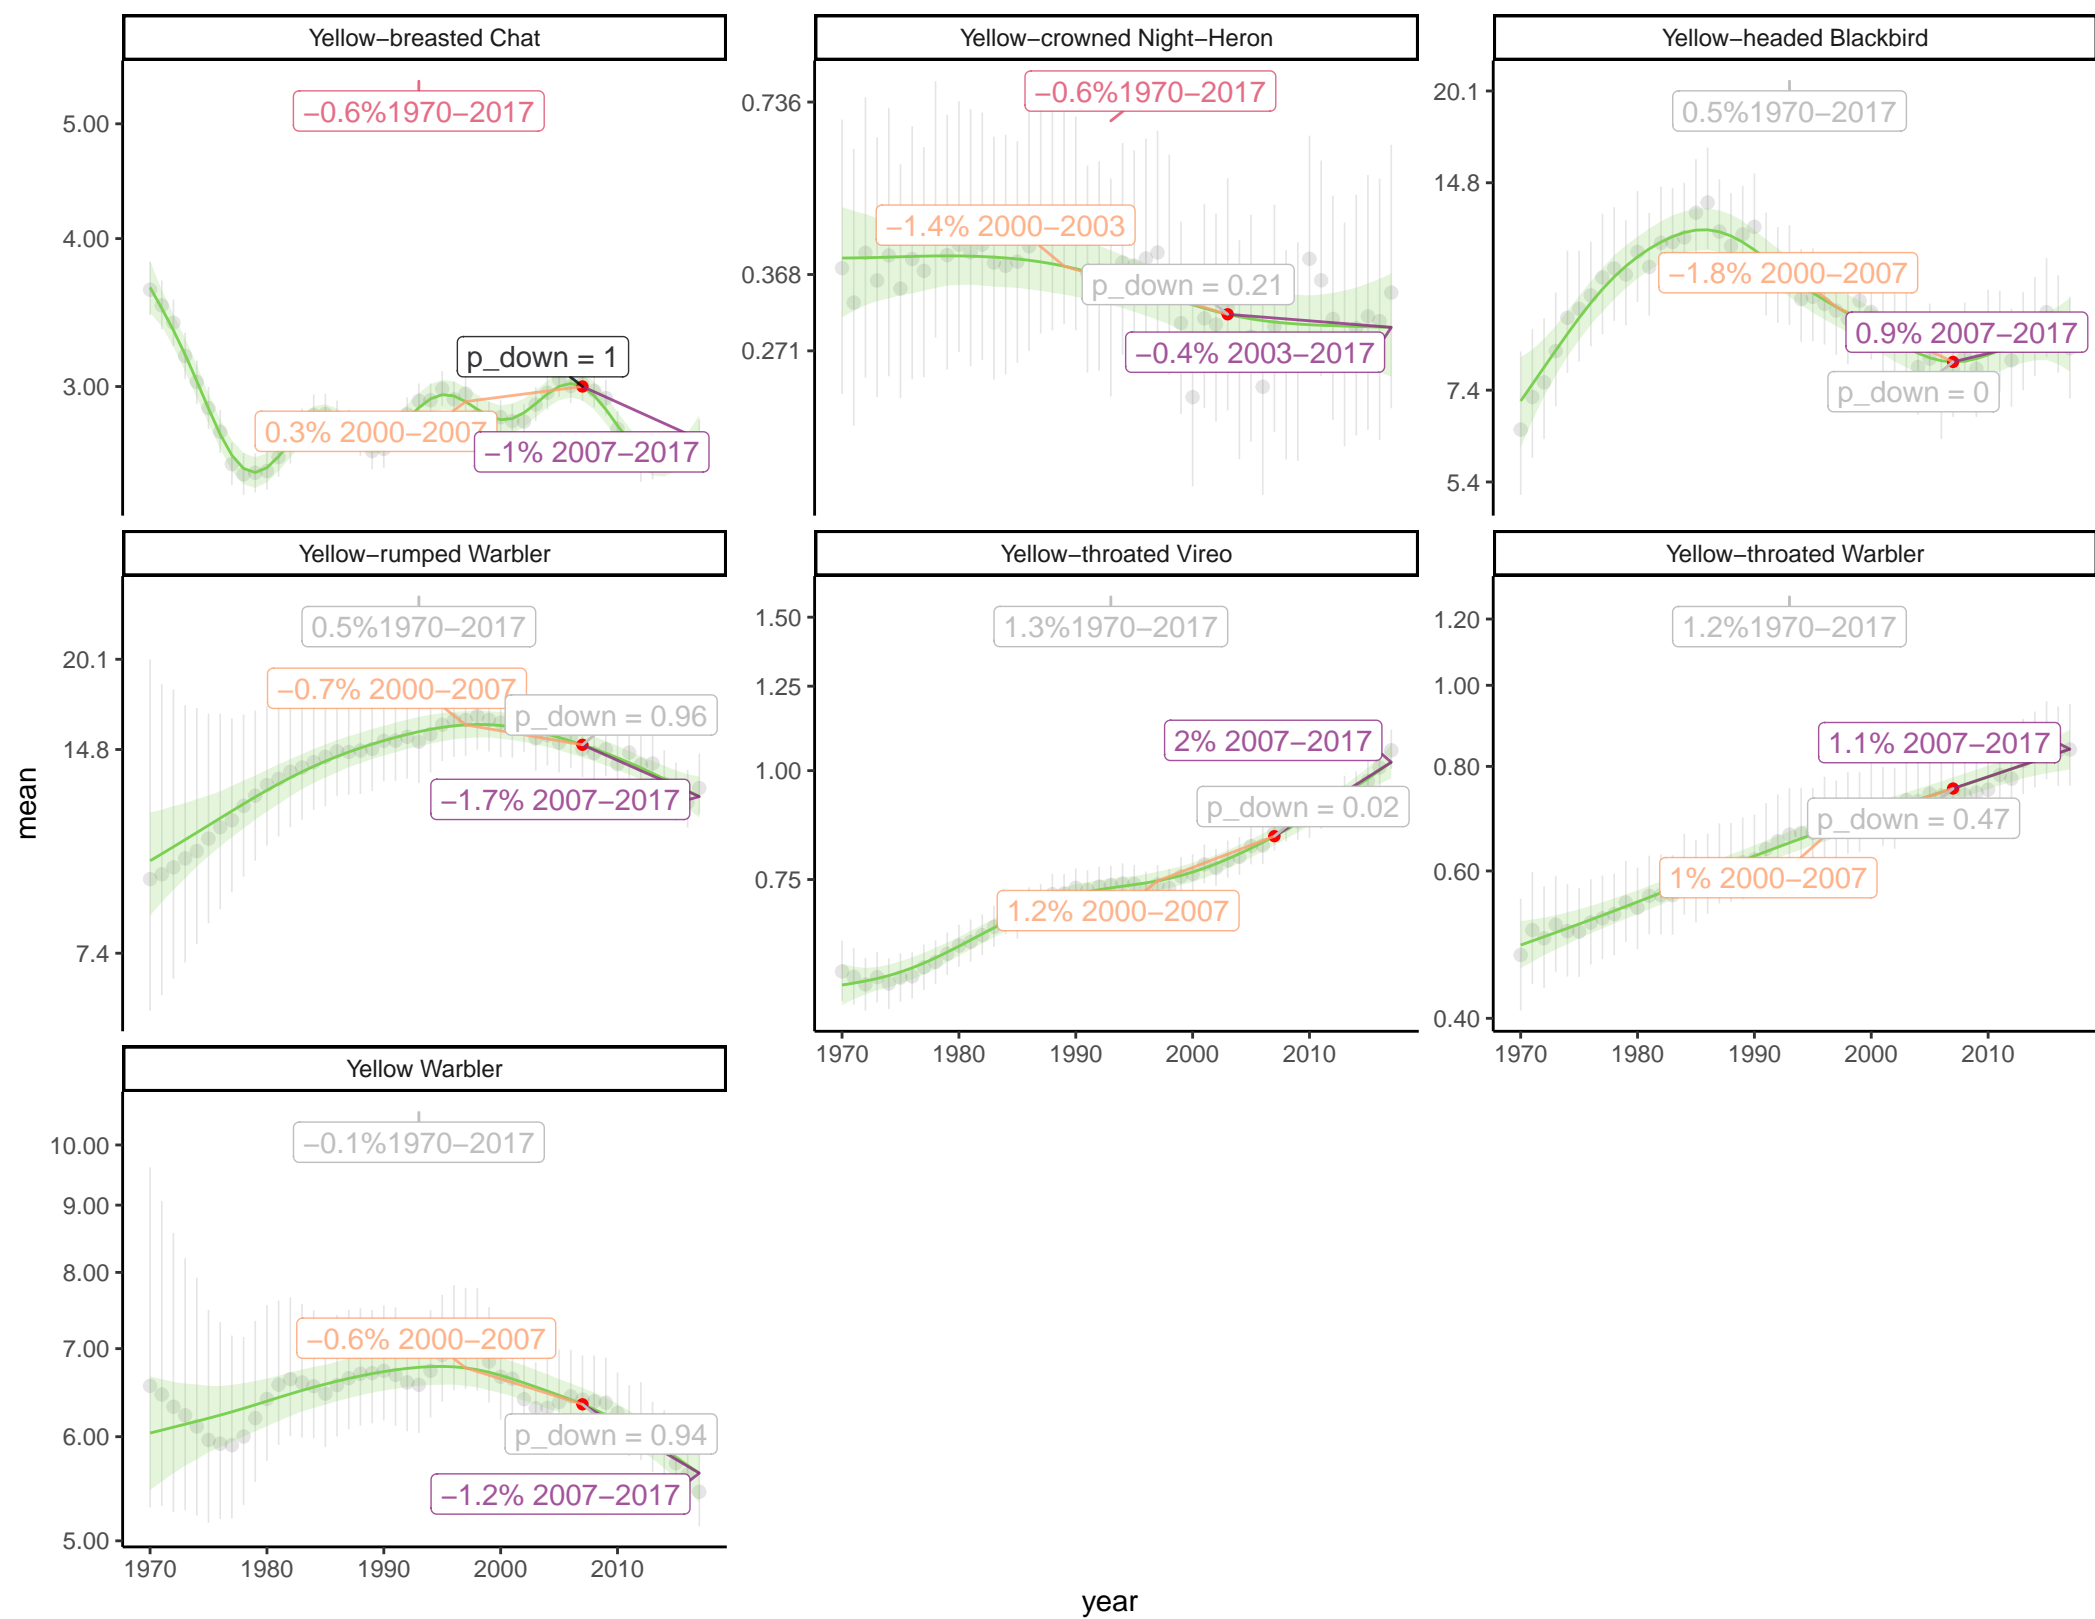 Yellow−breasted Chat
5.00
4.00
3.00
−0.6%1970−2017
p_down = 1
0.3% 2000−2007
−1% 2007−2017
Yellow−crowned Night−Heron
0.736
0.368
0.271
−0.6%1970−2017
−1.4% 2000−2003
p_down = 0.21
−0.4% 2003−2017
Yellow−headed Blackbird
20.1
14.8
7.4
5.4
0.5%1970−2017
−1.8% 2000−2007
0.9% 2007−2017
p_down = 0
Yellow−rumped Warbler
20.1
14.8
7.4
0.5%1970−2017
−0.7% 2000−2007
p_down = 0.96
−1.7% 2007−2017
Yellow−throated Vireo
1.50
1.25
1.00
0.75
1.3%1970−2017
2% 2007−2017
p_down = 0.02
1.2% 2000−2007
1970 1980 1990 2000 2010
Yellow−throated Warbler
1.20
1.00
0.80
0.60
0.40
1.2%1970−2017
1.1% 2007−2017
p_down = 0.47
1% 2000−2007
1970 1980 1990 2000 2010
Yellow Warbler
10.00
9.00
8.00
7.00
6.00
5.00
−0.1%1970−2017
−0.6% 2000−2007
p_down = 0.94
−1.2% 2007−2017
1970 1980 1990 2000 2010
mean
year